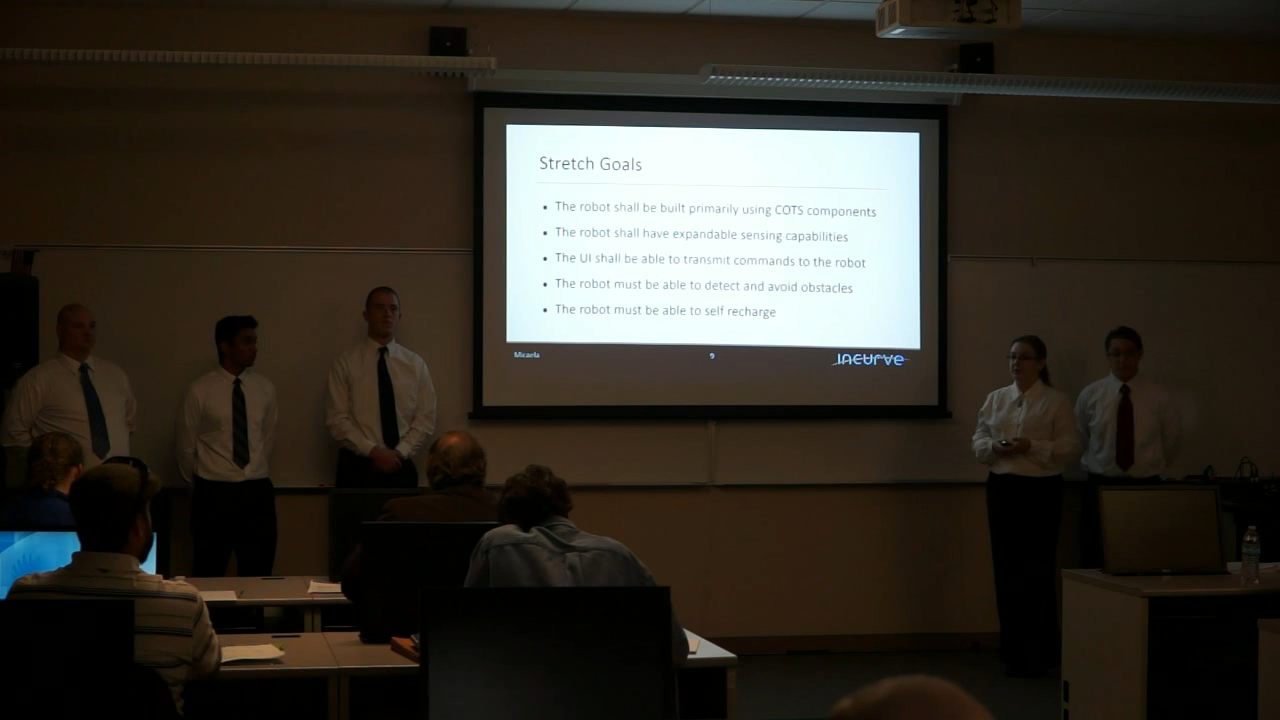 Stretch Goals
• The robot shall be built primarily using COTS components
• The robot shall have expandable sensing capabilities
• The UI shall be able to transmit commands to the robot
• The robot must be able to detect and avoid obstacles
• The robot must be able to self recharge
Micaela
9
INCURVE